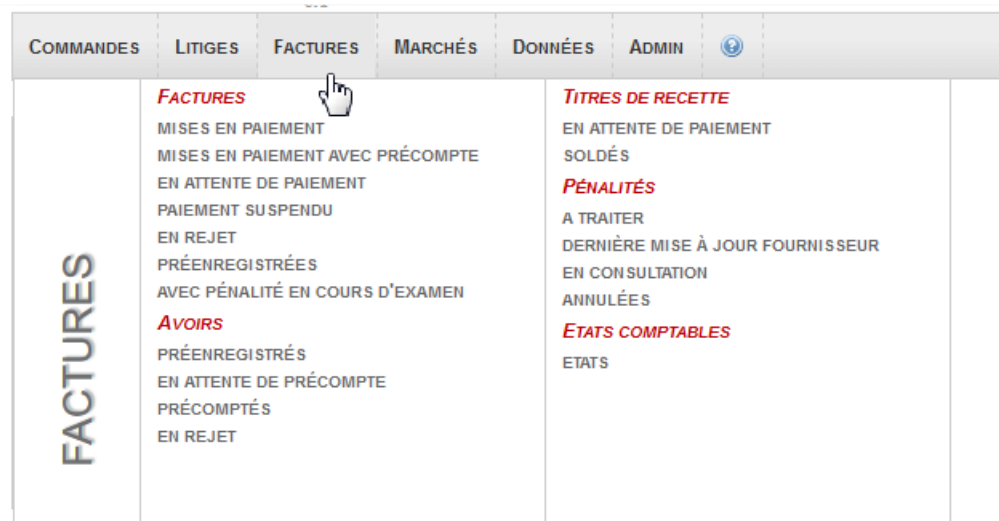 COMMANDES LITIGES FACTURES MARCHÉS DONNÉES ADMIN ?
FACTURES
FACTURES
MISES EN PAIEMENT
MISES EN PAIEMENT AVEC PRÉCOMPTE
EN ATTENTE DE PAIEMENT
PAIEMENT SUSPENDU
EN REJET
PRÉENREGISTRÉES
AVEC PÉNALITÉ EN COURS D'EXAMEN
AVOIRS
PRÉENREGISTRÉS
EN ATTENTE DE PRÉCOMPTE
PRÉCOMPTÉS
EN REJET
TITRES DE RECETTE
EN ATTENTE DE PAIEMENT
SOLDÉS
PÉNALITÉS
A TRAITER
DERNIÈRE MISE À JOUR FOURNISSEUR
EN CONSULTATION
ANNULÉES
ETATS COMPTABLES
ETATS